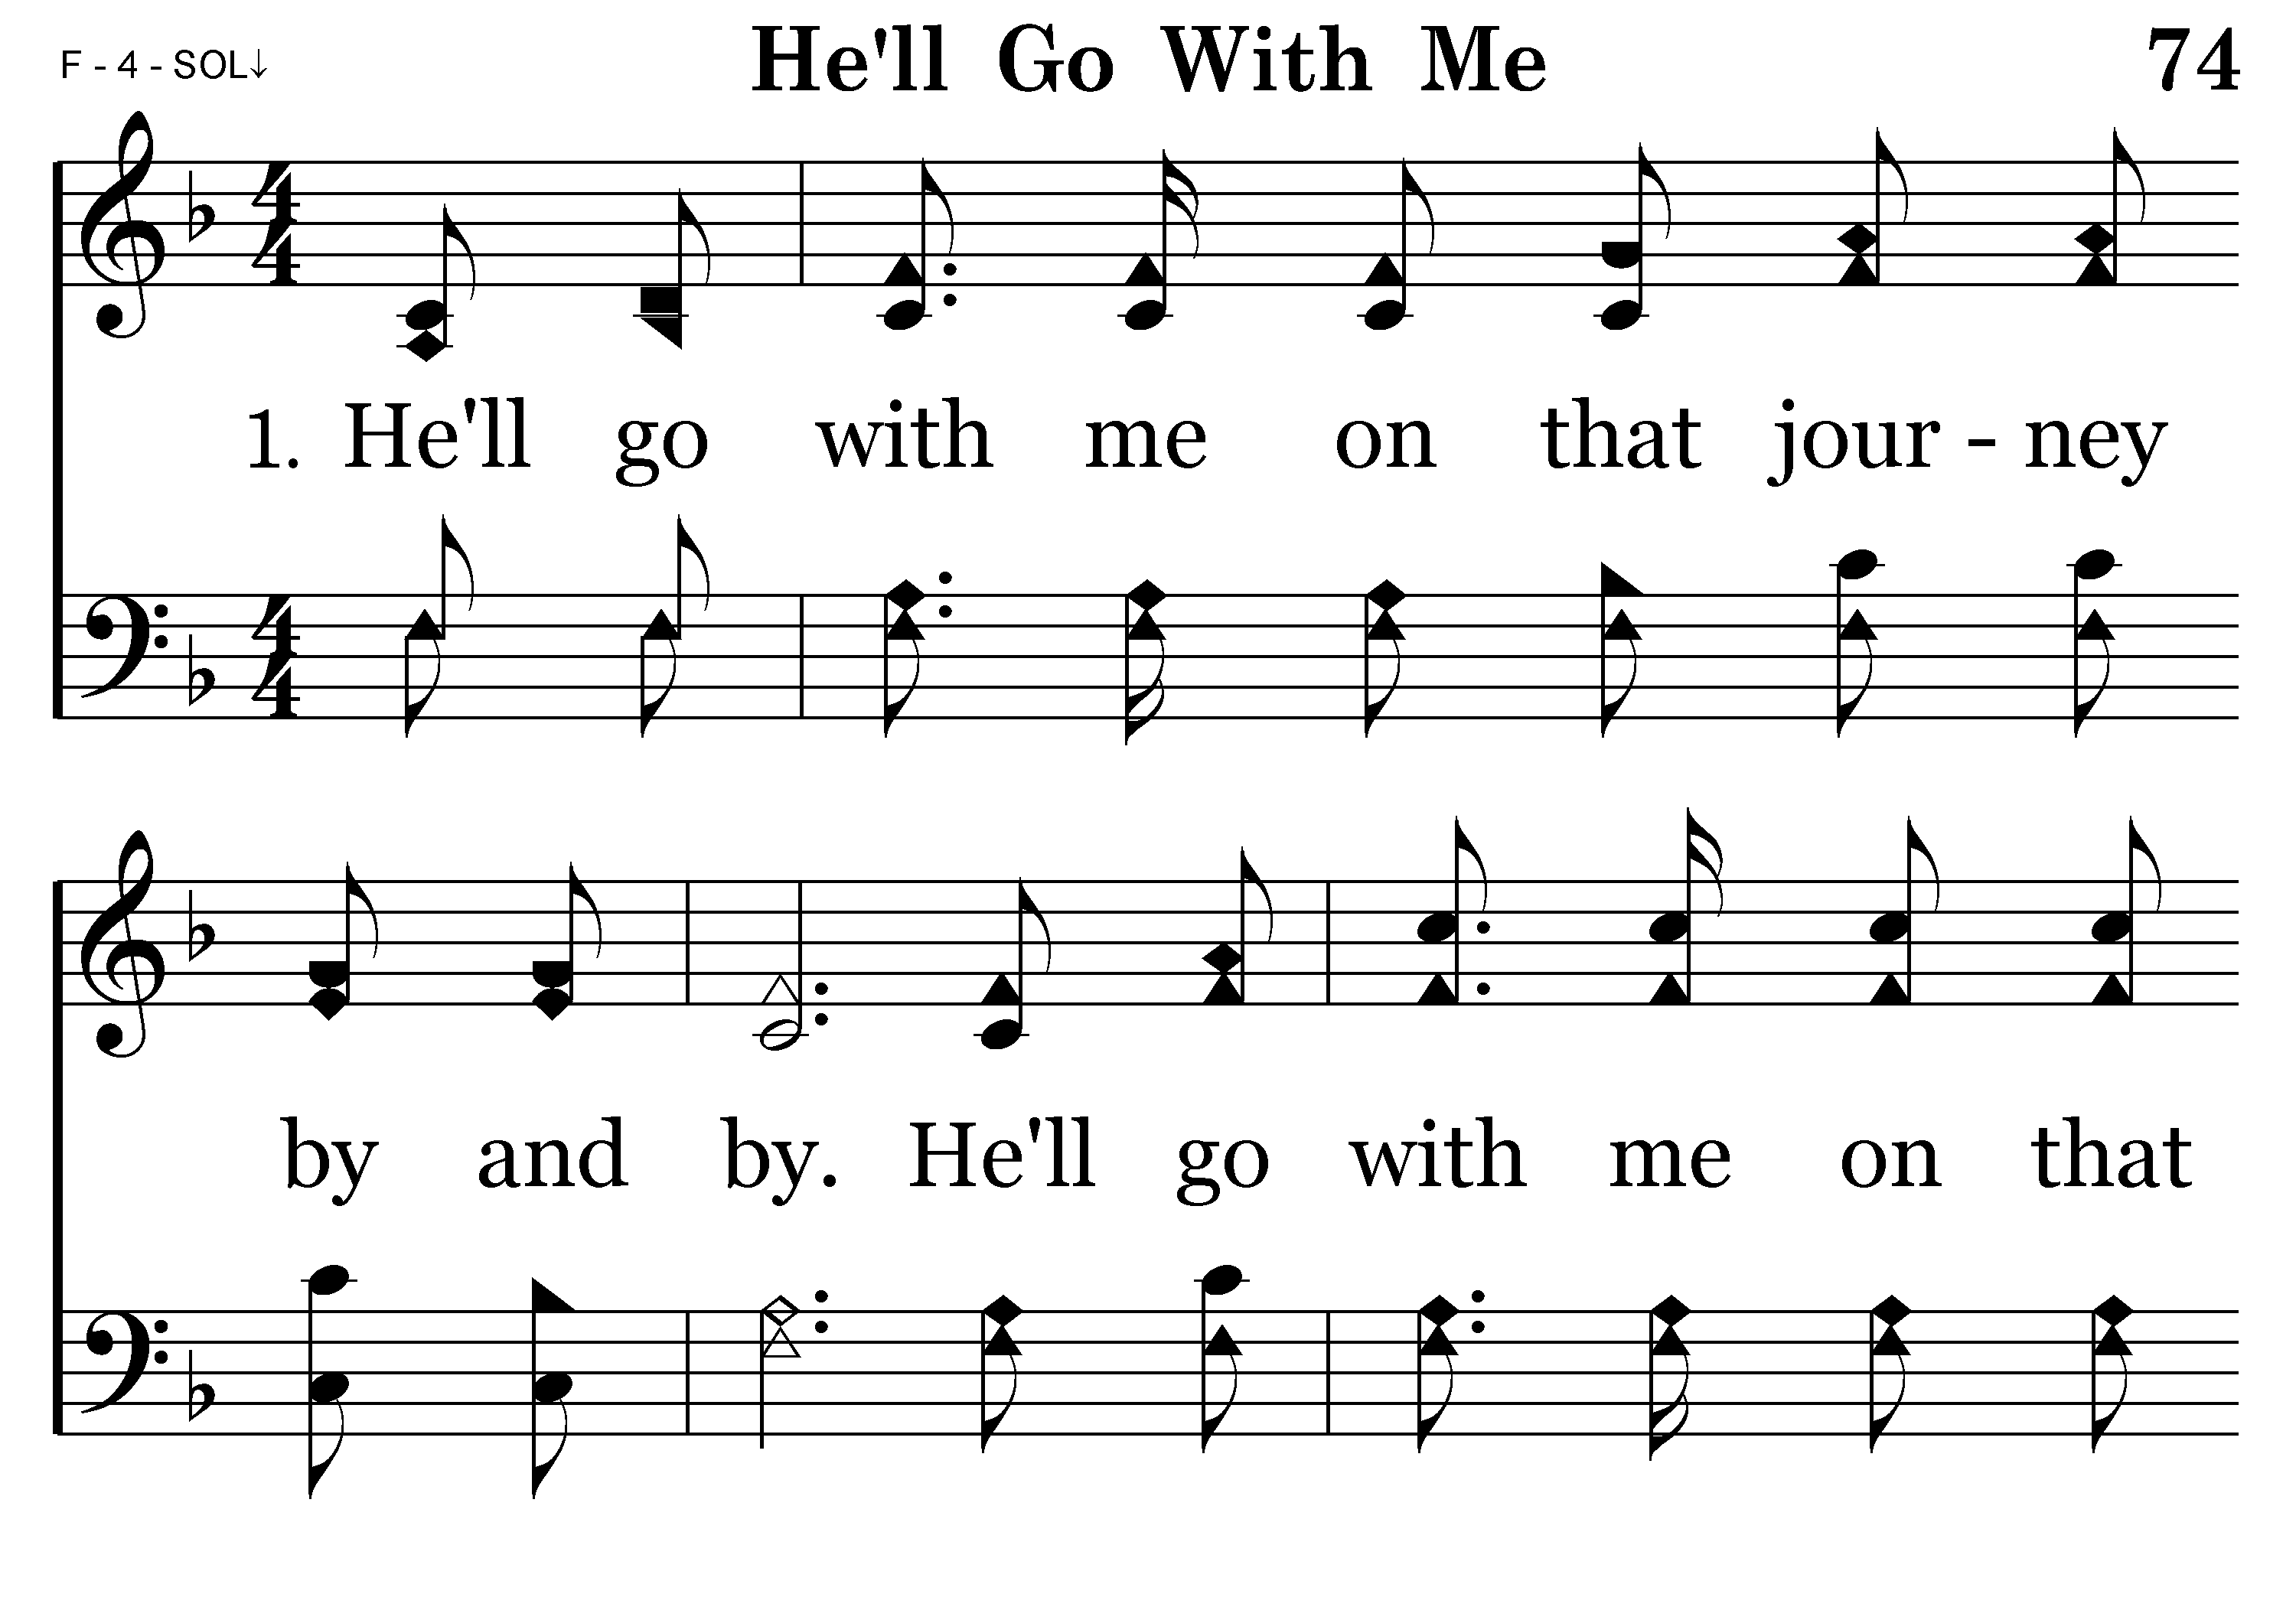 F - 4 - SOL↓ He'll Go With Me 74
1. He'll go with me on that jour - ney
by and by. He'll go with me on that